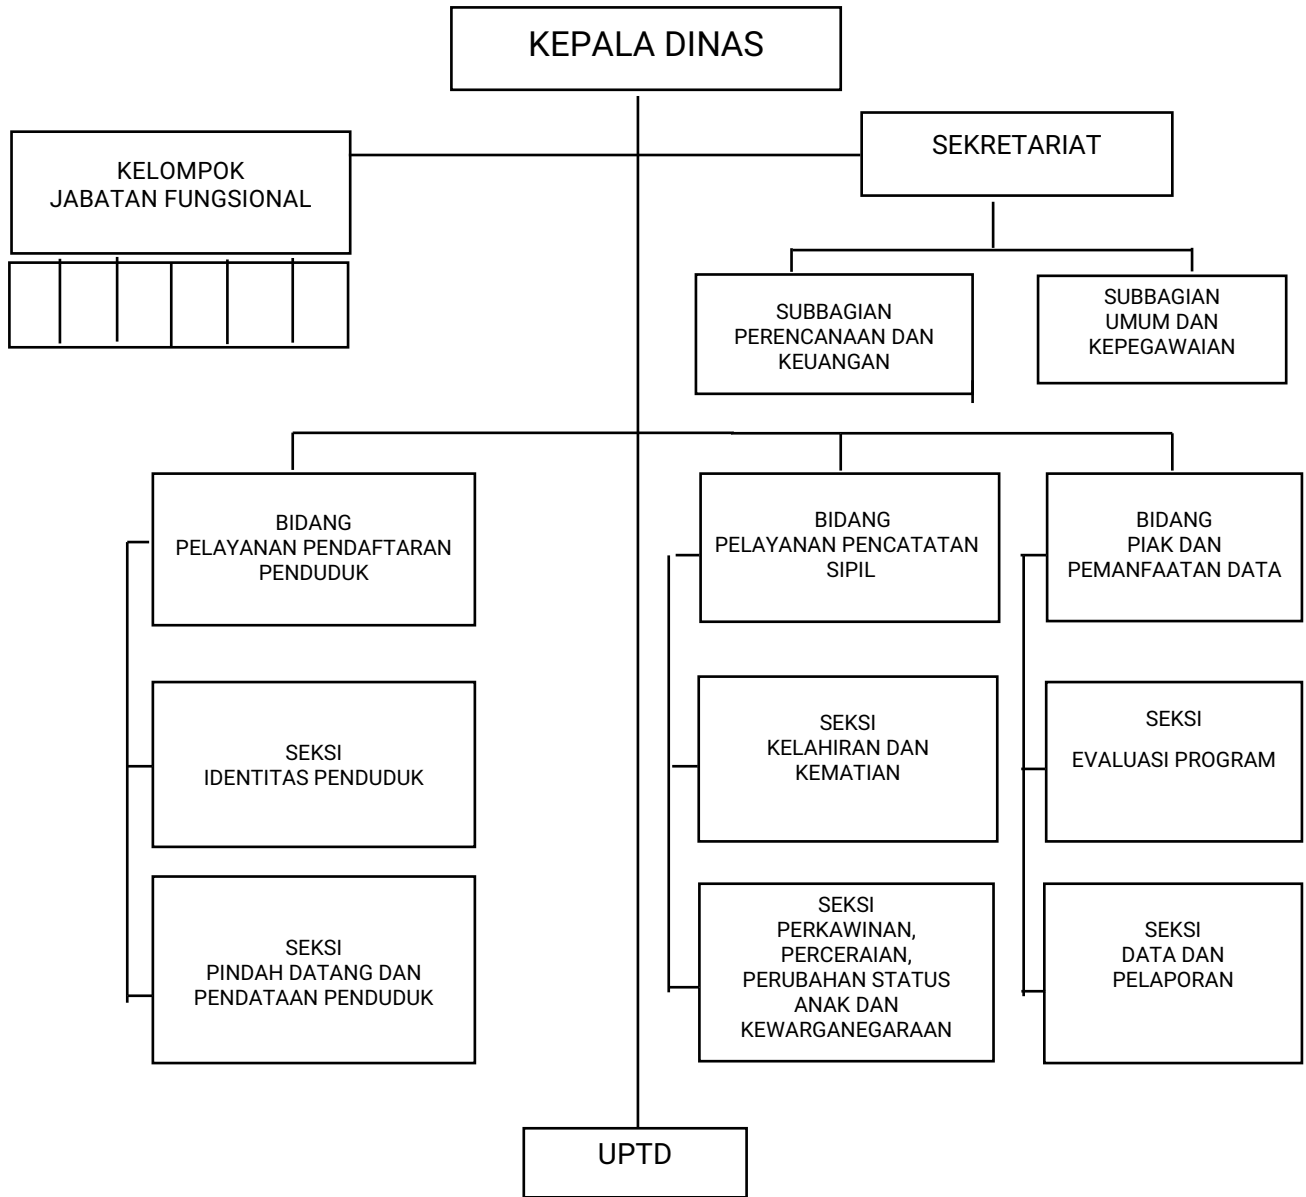 KEPALA DINAS
KELOMPOK
JABATAN FUNGSIONAL
SEKRETARIAT
SUBBAGIAN
PERENCANAAN DAN
KEUANGAN
SUBBAGIAN
UMUM DAN
KEPEGAWAIAN
BIDANG
PELAYANAN PENDAFTARAN
PENDUDUK
BIDANG
PELAYANAN PENCATATAN
SIPIL
BIDANG
PIAK DAN
PEMANFAATAN DATA
SEKSI
IDENTITAS PENDUDUK
SEKSI
KELAHIRAN DAN
KEMATIAN
SEKSI
EVALUASI PROGRAM
SEKSI
PINDAH DATANG DAN
PENDATAAN PENDUDUK
SEKSI
PERKAWINAN,
PERCERAIAN,
PERUBAHAN STATUS
ANAK DAN
KEWARGANEGARAAN
SEKSI
DATA DAN
PELAPORAN
UPTD